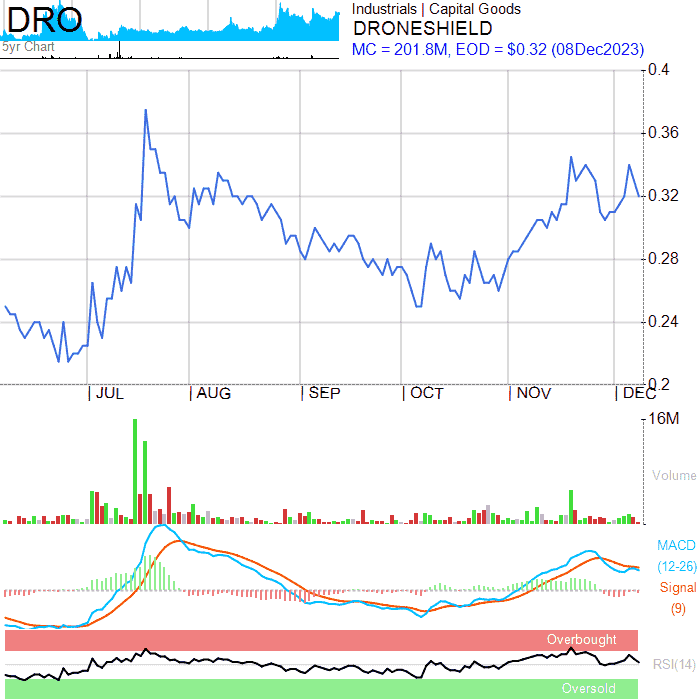 DRO
5yr Chart
Industrials | Capital Goods
DRONESHIELD
MC = 201.8M, EOD = $0.32 (08Dec2023)
0.4
0.36
0.32
0.28
0.24
0.2
JUL AUG SEP OCT NOV DEC
16M
Volume
MACD
(12-26)
Signal
(9)
Overbought
RSI(14)
Oversold